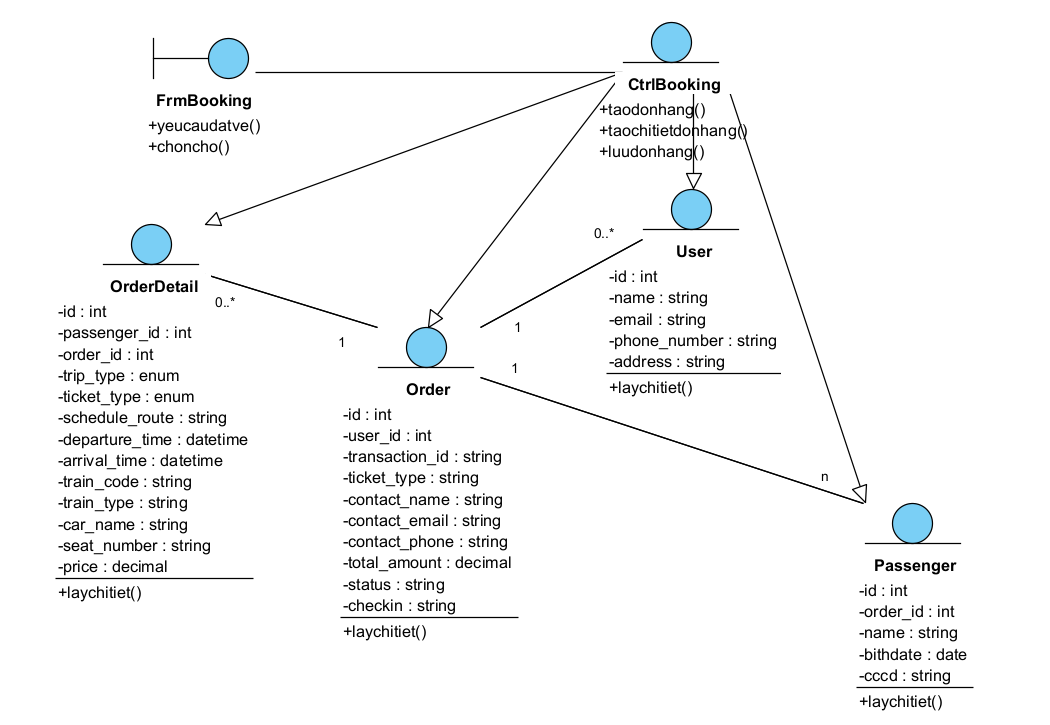 FrmBooking
+yeucaudatve()
+choncho()
CtrlBooking
+taodonhang()
+taochitietdonhang()
+luudonhang()
OrderDetail
-id : int
-passenger_id : int
-order_id : int
-trip_type : enum
-ticket_type : enum
-schedule_route : string
-departure_time : datetime
-arrival_time : datetime
-train_code : string
-train_type : string
-car_name : string
-seat_number : string
-price : decimal
+laychitiet()
0..*
1
Order
-id : int
-user_id : int
-transaction_id : string
-ticket_type : string
-contact_name : string
-contact_email : string
-contact_phone : string
-total_amount : decimal
-status : string
-checkin : string
+laychitiet()
0..*
1
1
n
User
-id : int
-name : string
-email : string
-phone_number : string
-address : string
+laychitiet()
Passenger
-id : int
-order_id : int
-name : string
-bithdate : date
-cccd : string
+laychitiet()